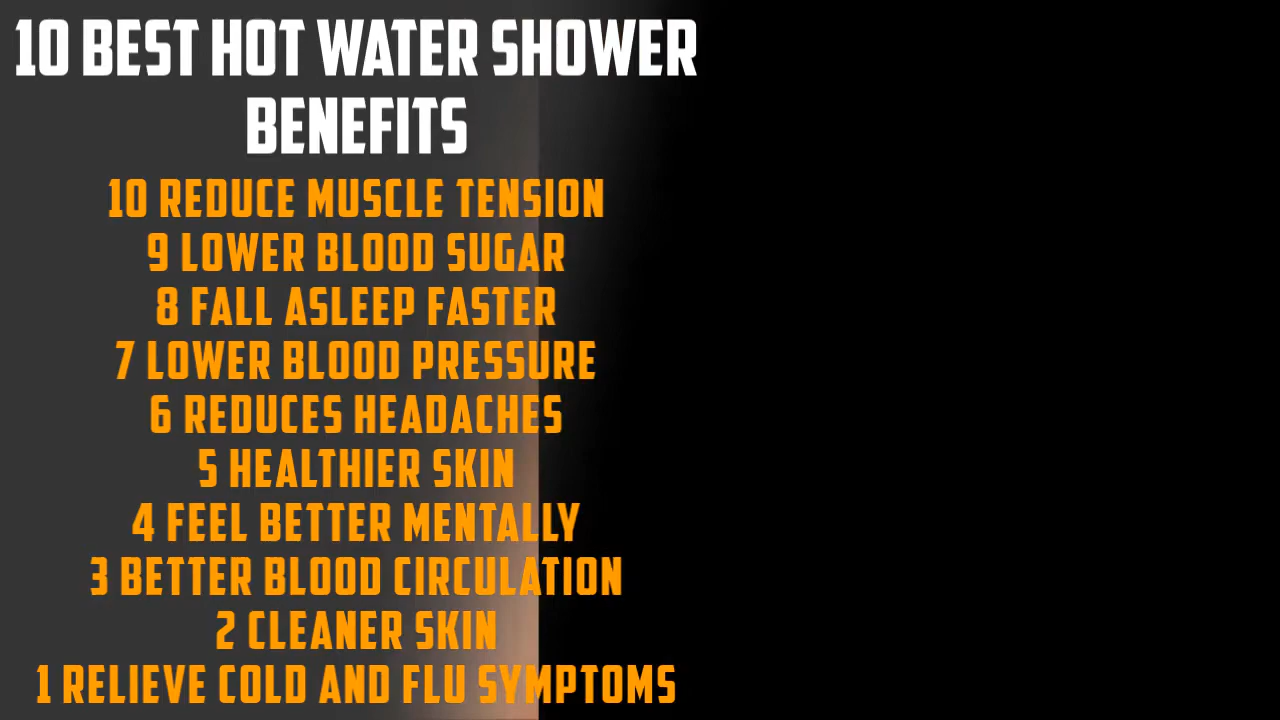 10 BEST HOT WATER SHOWER
BENEFITS
10 REDUCE MUSCLE TENSION
9 LOWER BLOOD SUGAR
8 FALL ASLEEP FASTER
7 LOWER BLOOD PRESSURE
6 REDUCES HEADACHES
5 HEALTHIER SKIN
4 FEEL BETTER MENTALLY
3 BETTER BLOOD CIRCULATION
2 CLEANER SKIN
1 RELIEVE COLD AND FLU SYMPTOMS